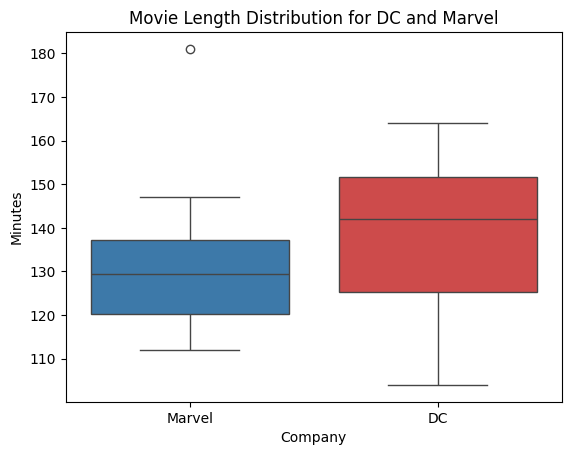 Movie Length Distribution for DC and Marvel
180
170
160
150
140
130
120
110
Minutes
Marvel
DC
Company